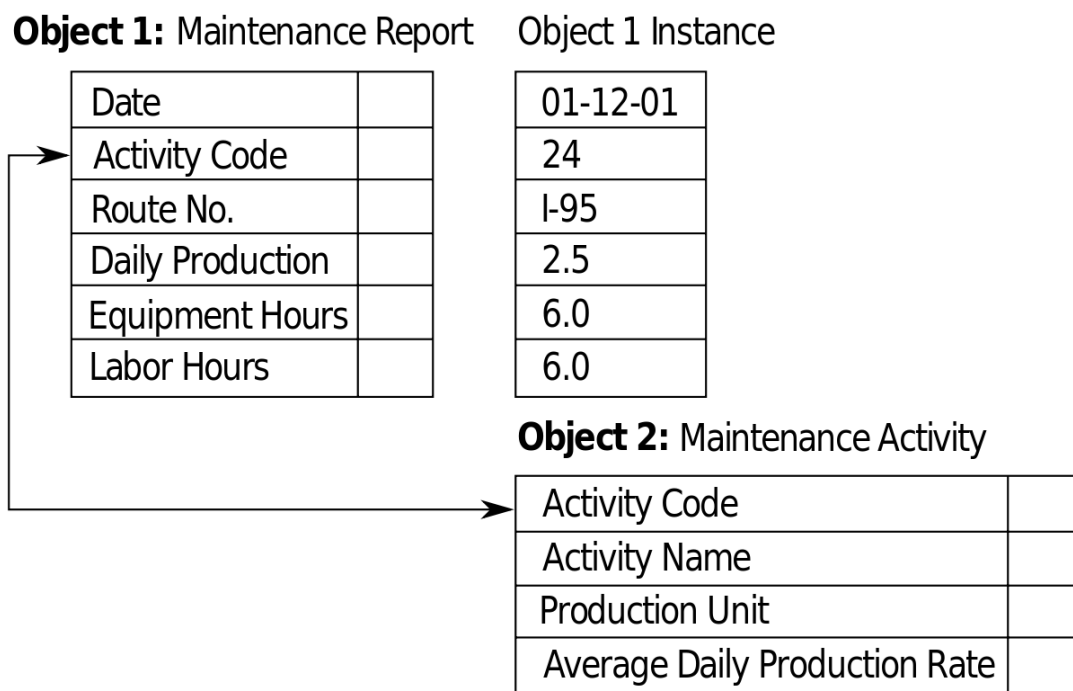 Object 1: Maintenance Report
Object 1 Instance
Date
01-12-01
Activity Code
24
Route No.
I-95
Daily Production
2.5
Equipment Hours
6.0
Labor Hours
6.0
Object 2: Maintenance Activity
Activity Code
Activity Name
Production Unit
Average Daily Production Rate